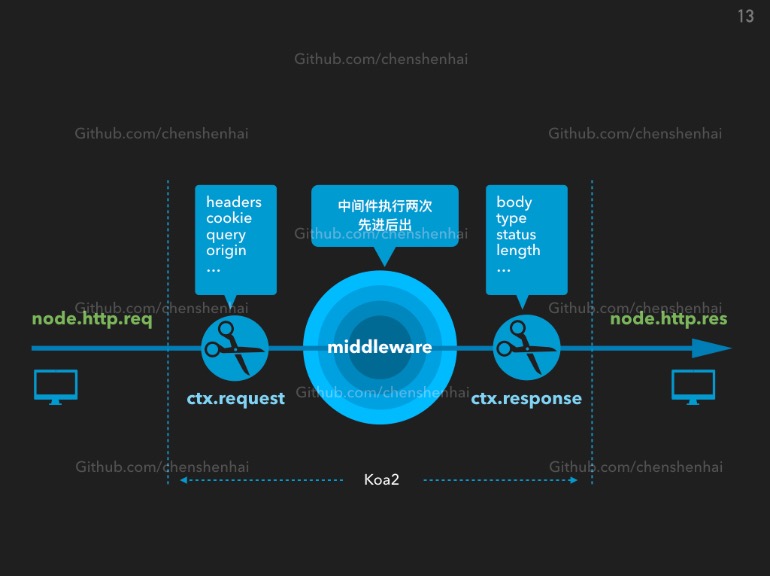 13
Github.com/chenshenhai
Github.com/chenshenhai
Github.com/chenshenhai
headers
cookie
query
origin
...
中间件执行两次
先进后出
Github.com/chenshenhai
body
type
status
length
...
Github.com/chenshenhai
node.http.req
Github.com/chenshenhai
node.http.res
middleware
ctx.request
Github.com/chenshenhai
ctx.response
Github.com/chenshenhai
Koa2
Github.com/chenshenhai